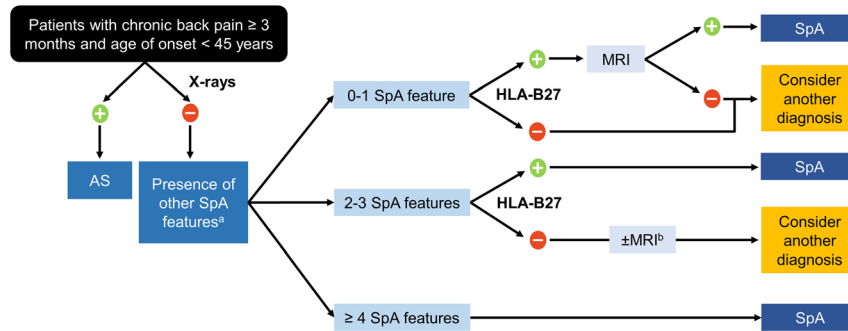 Patients with chronic back pain ≥ 3
months and age of onset < 45 years
X-rays
+
−
AS
Presence of
other SpA
featuresᵃ
0-1 SpA feature
HLA-B27
+
−
MRI
+
−
SpA
Consider
another
diagnosis
2-3 SpA features
HLA-B27
+
−
SpA
±MRIᵇ
Consider
another
diagnosis
≥ 4 SpA features
SpA